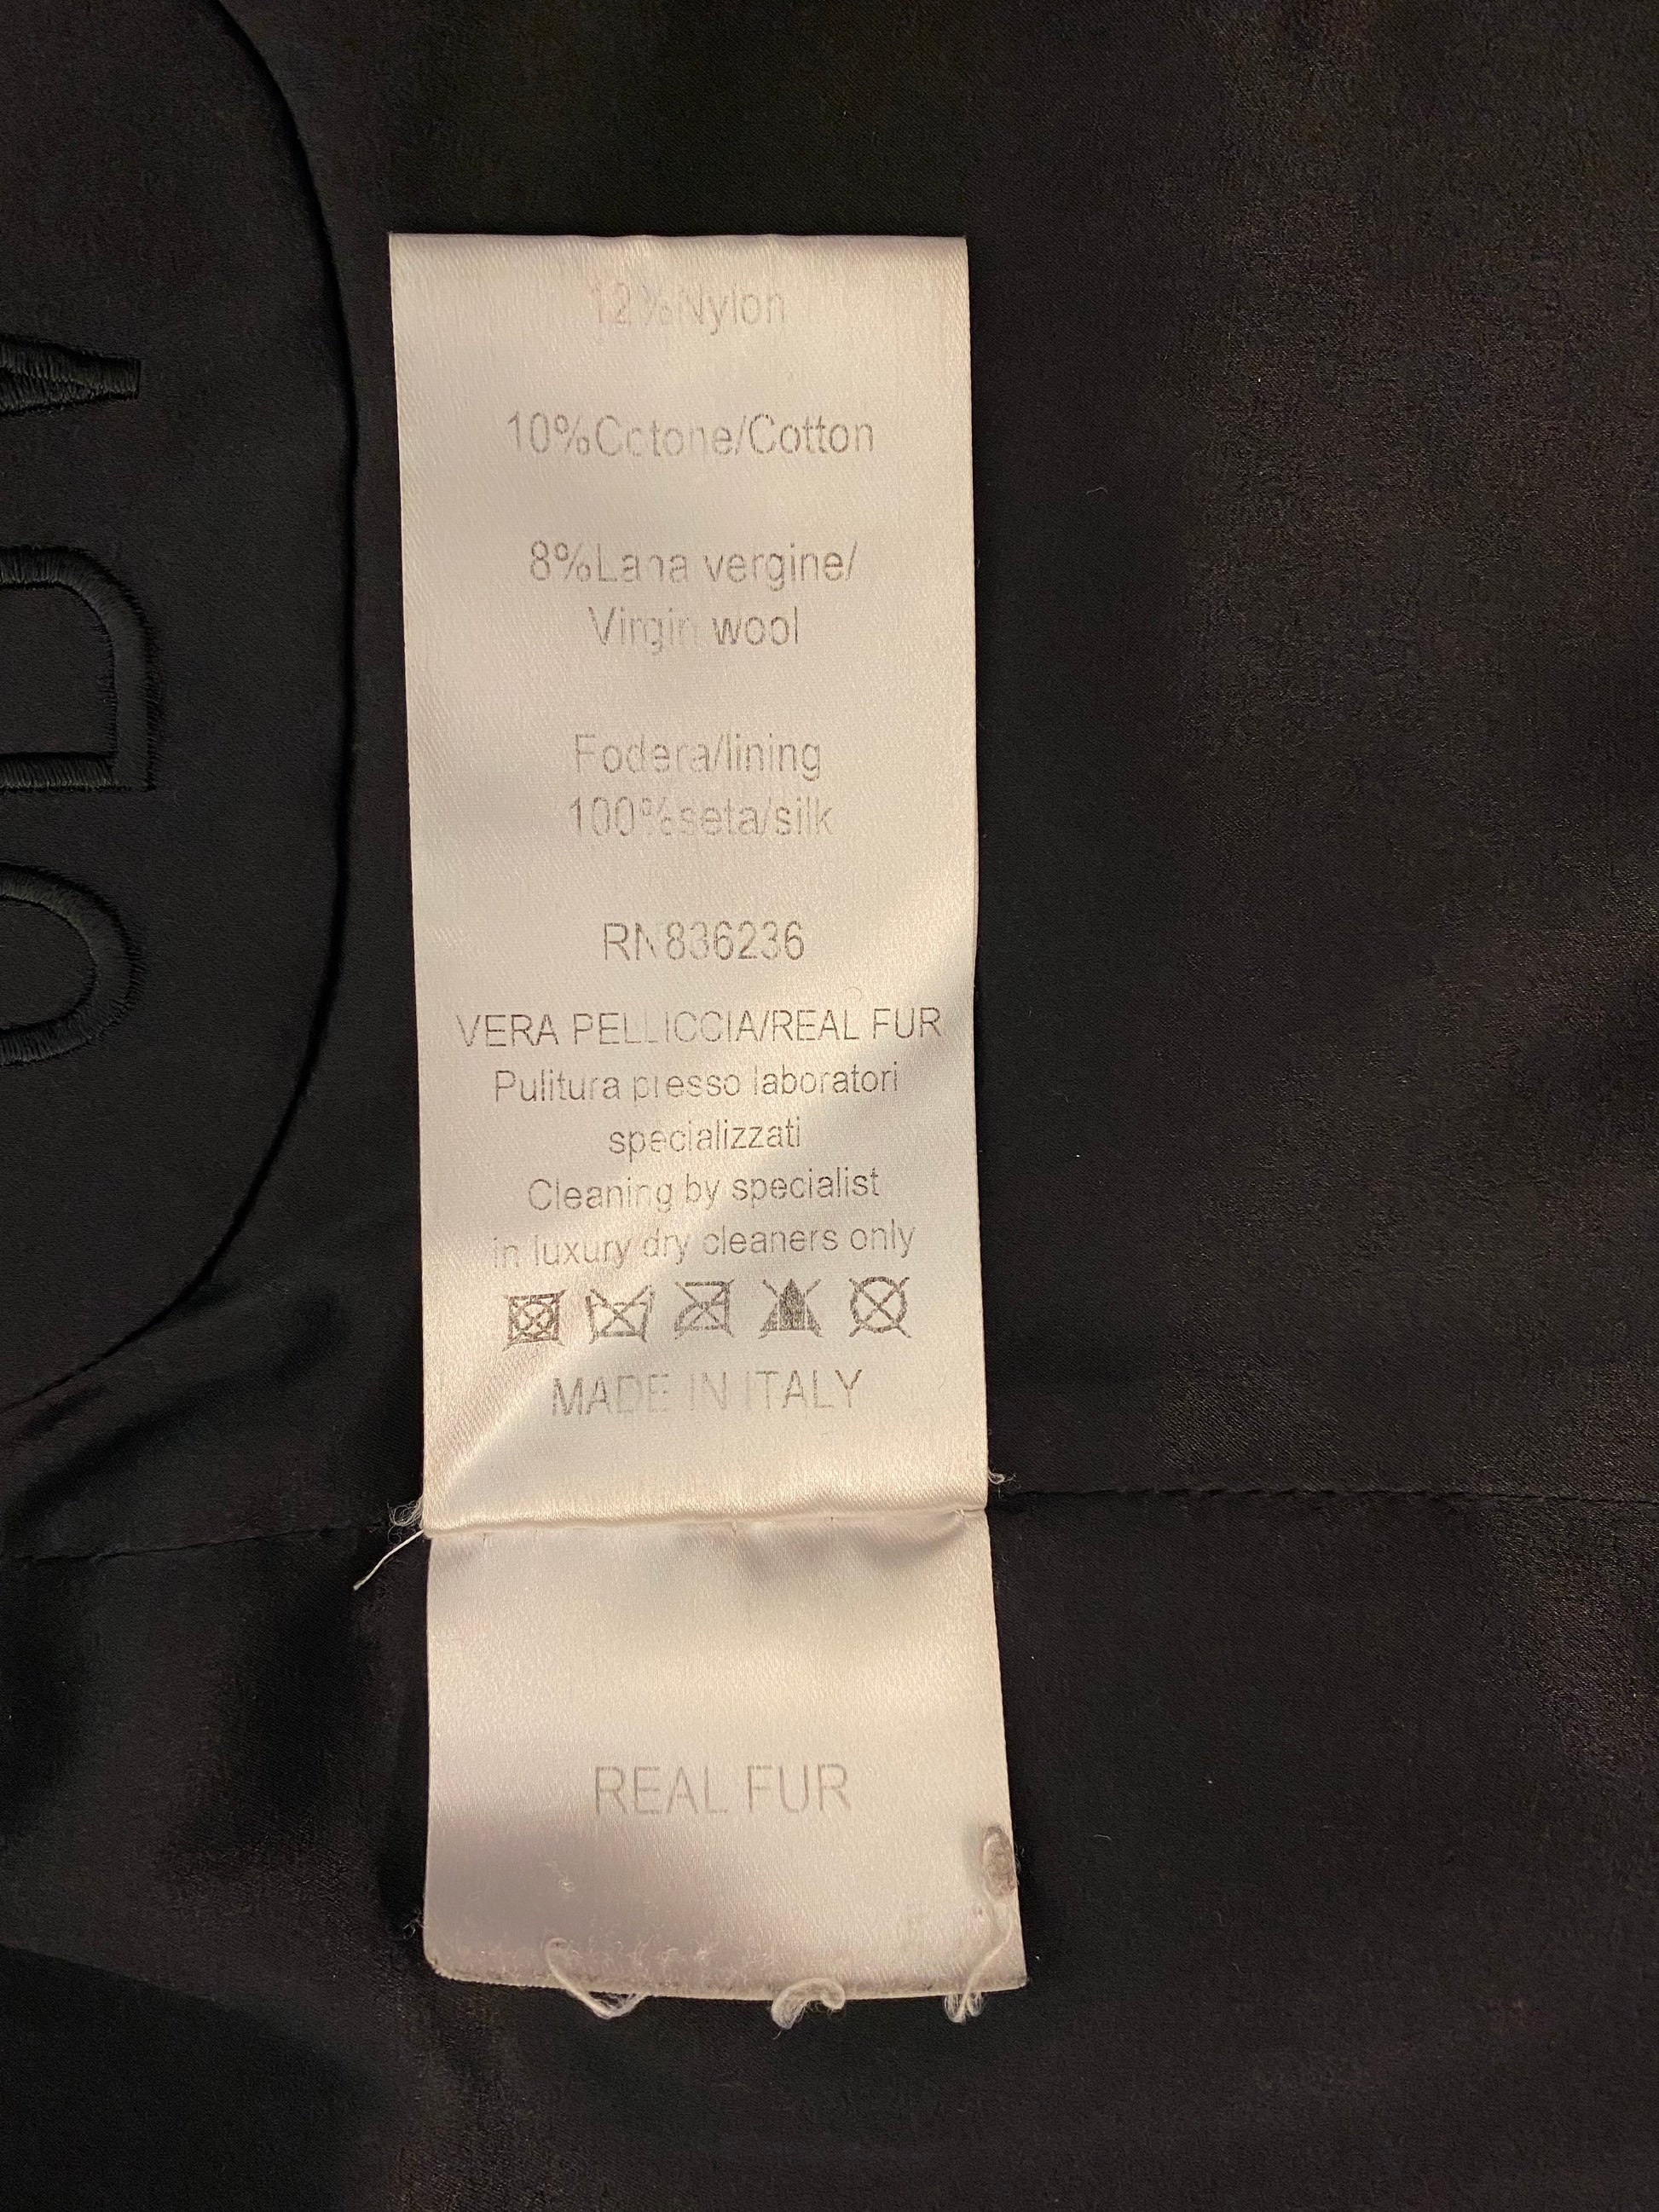 12%Nylon
10%Cotone/Cotton
8%Lana vergine/
Virgin wool
Fodera/lining
100%seta/silk
RN836236
VERA PELLICCIA/REAL FUR
Pulitura presso laboratori
specializzati
Cleaning by specialist
in luxury dry cleaners only
MADE IN ITALY
REAL FUR